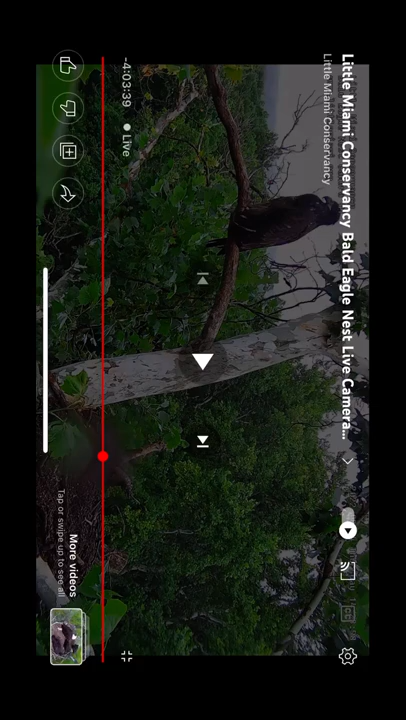 Little Miami Conservancy Bald Eagle Nest Live Camera...
Little Miami Conservancy
-4:03:39 • Live
More videos
Tap or swipe up to see all